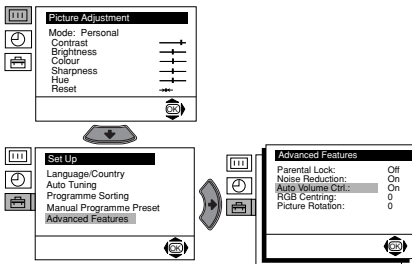 Picture Adjustment
Mode: Personal
Contrast
Brightness
Colour
Sharpness
Hue
Reset
OK
Set Up
Language/Country
Auto Tuning
Programme Sorting
Manual Programme Preset
Advanced Features
OK
Advanced Features
Parental Lock: Off
Noise Reduction: On
Auto Volume Ctrl.: On
RGB Centring: 0
Picture Rotation: 0
OK